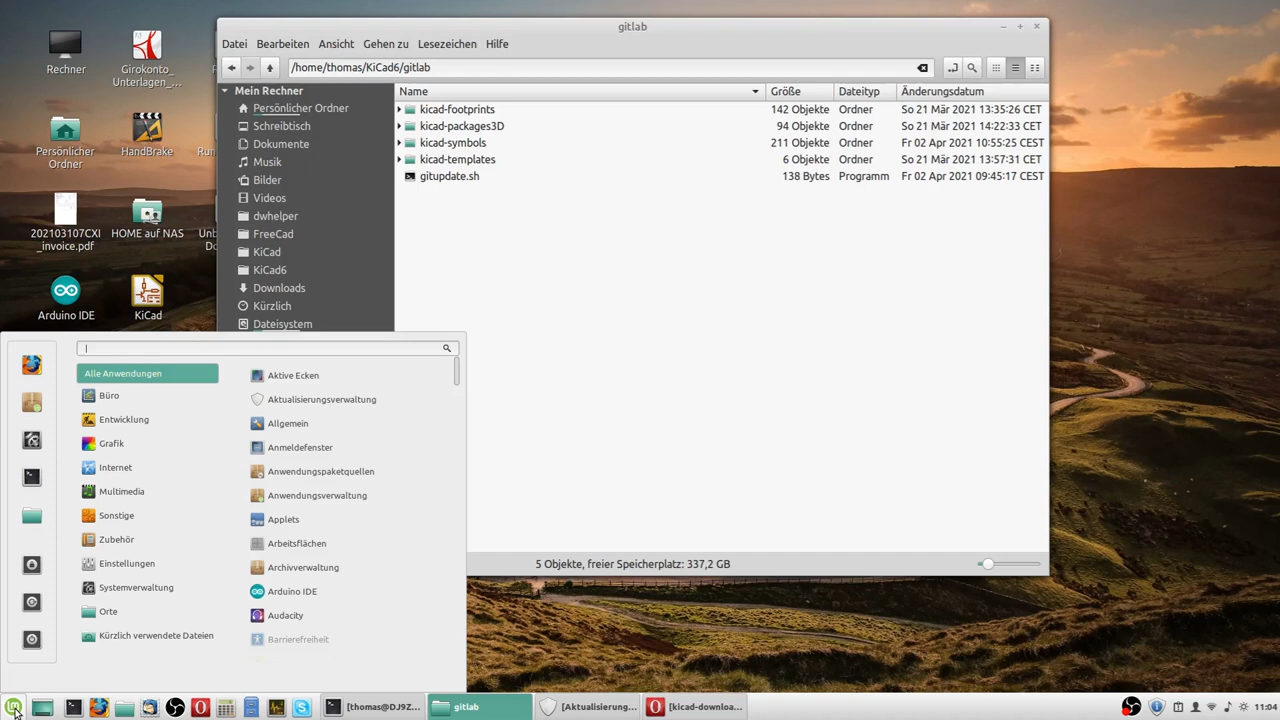 gitlab
Datei Bearbeiten Ansicht Gehen zu Lesezeichen Hilfe
/home/thomas/KiCad6/gitlab
Rechner
Girokonto_
Unterlagen_...
Persönlicher
Ordner
HandBrake
202103107CXI
_invoice.pdf
HOME auf NAS
Arduino IDE
KiCad
Mein Rechner
Persönlicher Ordner
Schreibtisch
Dokumente
Musik
Bilder
Videos
dwhelper
FreeCad
KiCad
KiCad6
Downloads
Kürzlich
Dateisystem
Name Größe Dateityp Änderungsdatum
kicad-footprints 142 Objekte Ordner So 21 Mär 2021 13:35:26 CET
kicad-packages3D 94 Objekte Ordner So 21 Mär 2021 14:22:33 CET
kicad-symbols 211 Objekte Ordner Fr 02 Apr 2021 10:55:25 CEST
kicad-templates 6 Objekte Ordner So 21 Mär 2021 13:57:31 CET
gitupdate.sh 138 Bytes Programm Fr 02 Apr 2021 09:45:17 CEST
5 Objekte, freier Speicherplatz: 337,2 GB
Alle Anwendungen
Büro
Entwicklung
Grafik
Internet
Multimedia
Sonstige
Zubehör
Einstellungen
Systemverwaltung
Orte
Kürzlich verwendete Dateien
Aktive Ecken
Aktualisierungsverwaltung
Allgemein
Anmeldefenster
Anwendungspaketquellen
Anwendungsverwaltung
Applets
Arbeitsflächen
Archivverwaltung
Arduino IDE
Audacity
Barrierefreiheit
[thomas@DJ9Z... gitlab [Aktualisierung... [kicad-downloa... 11:04